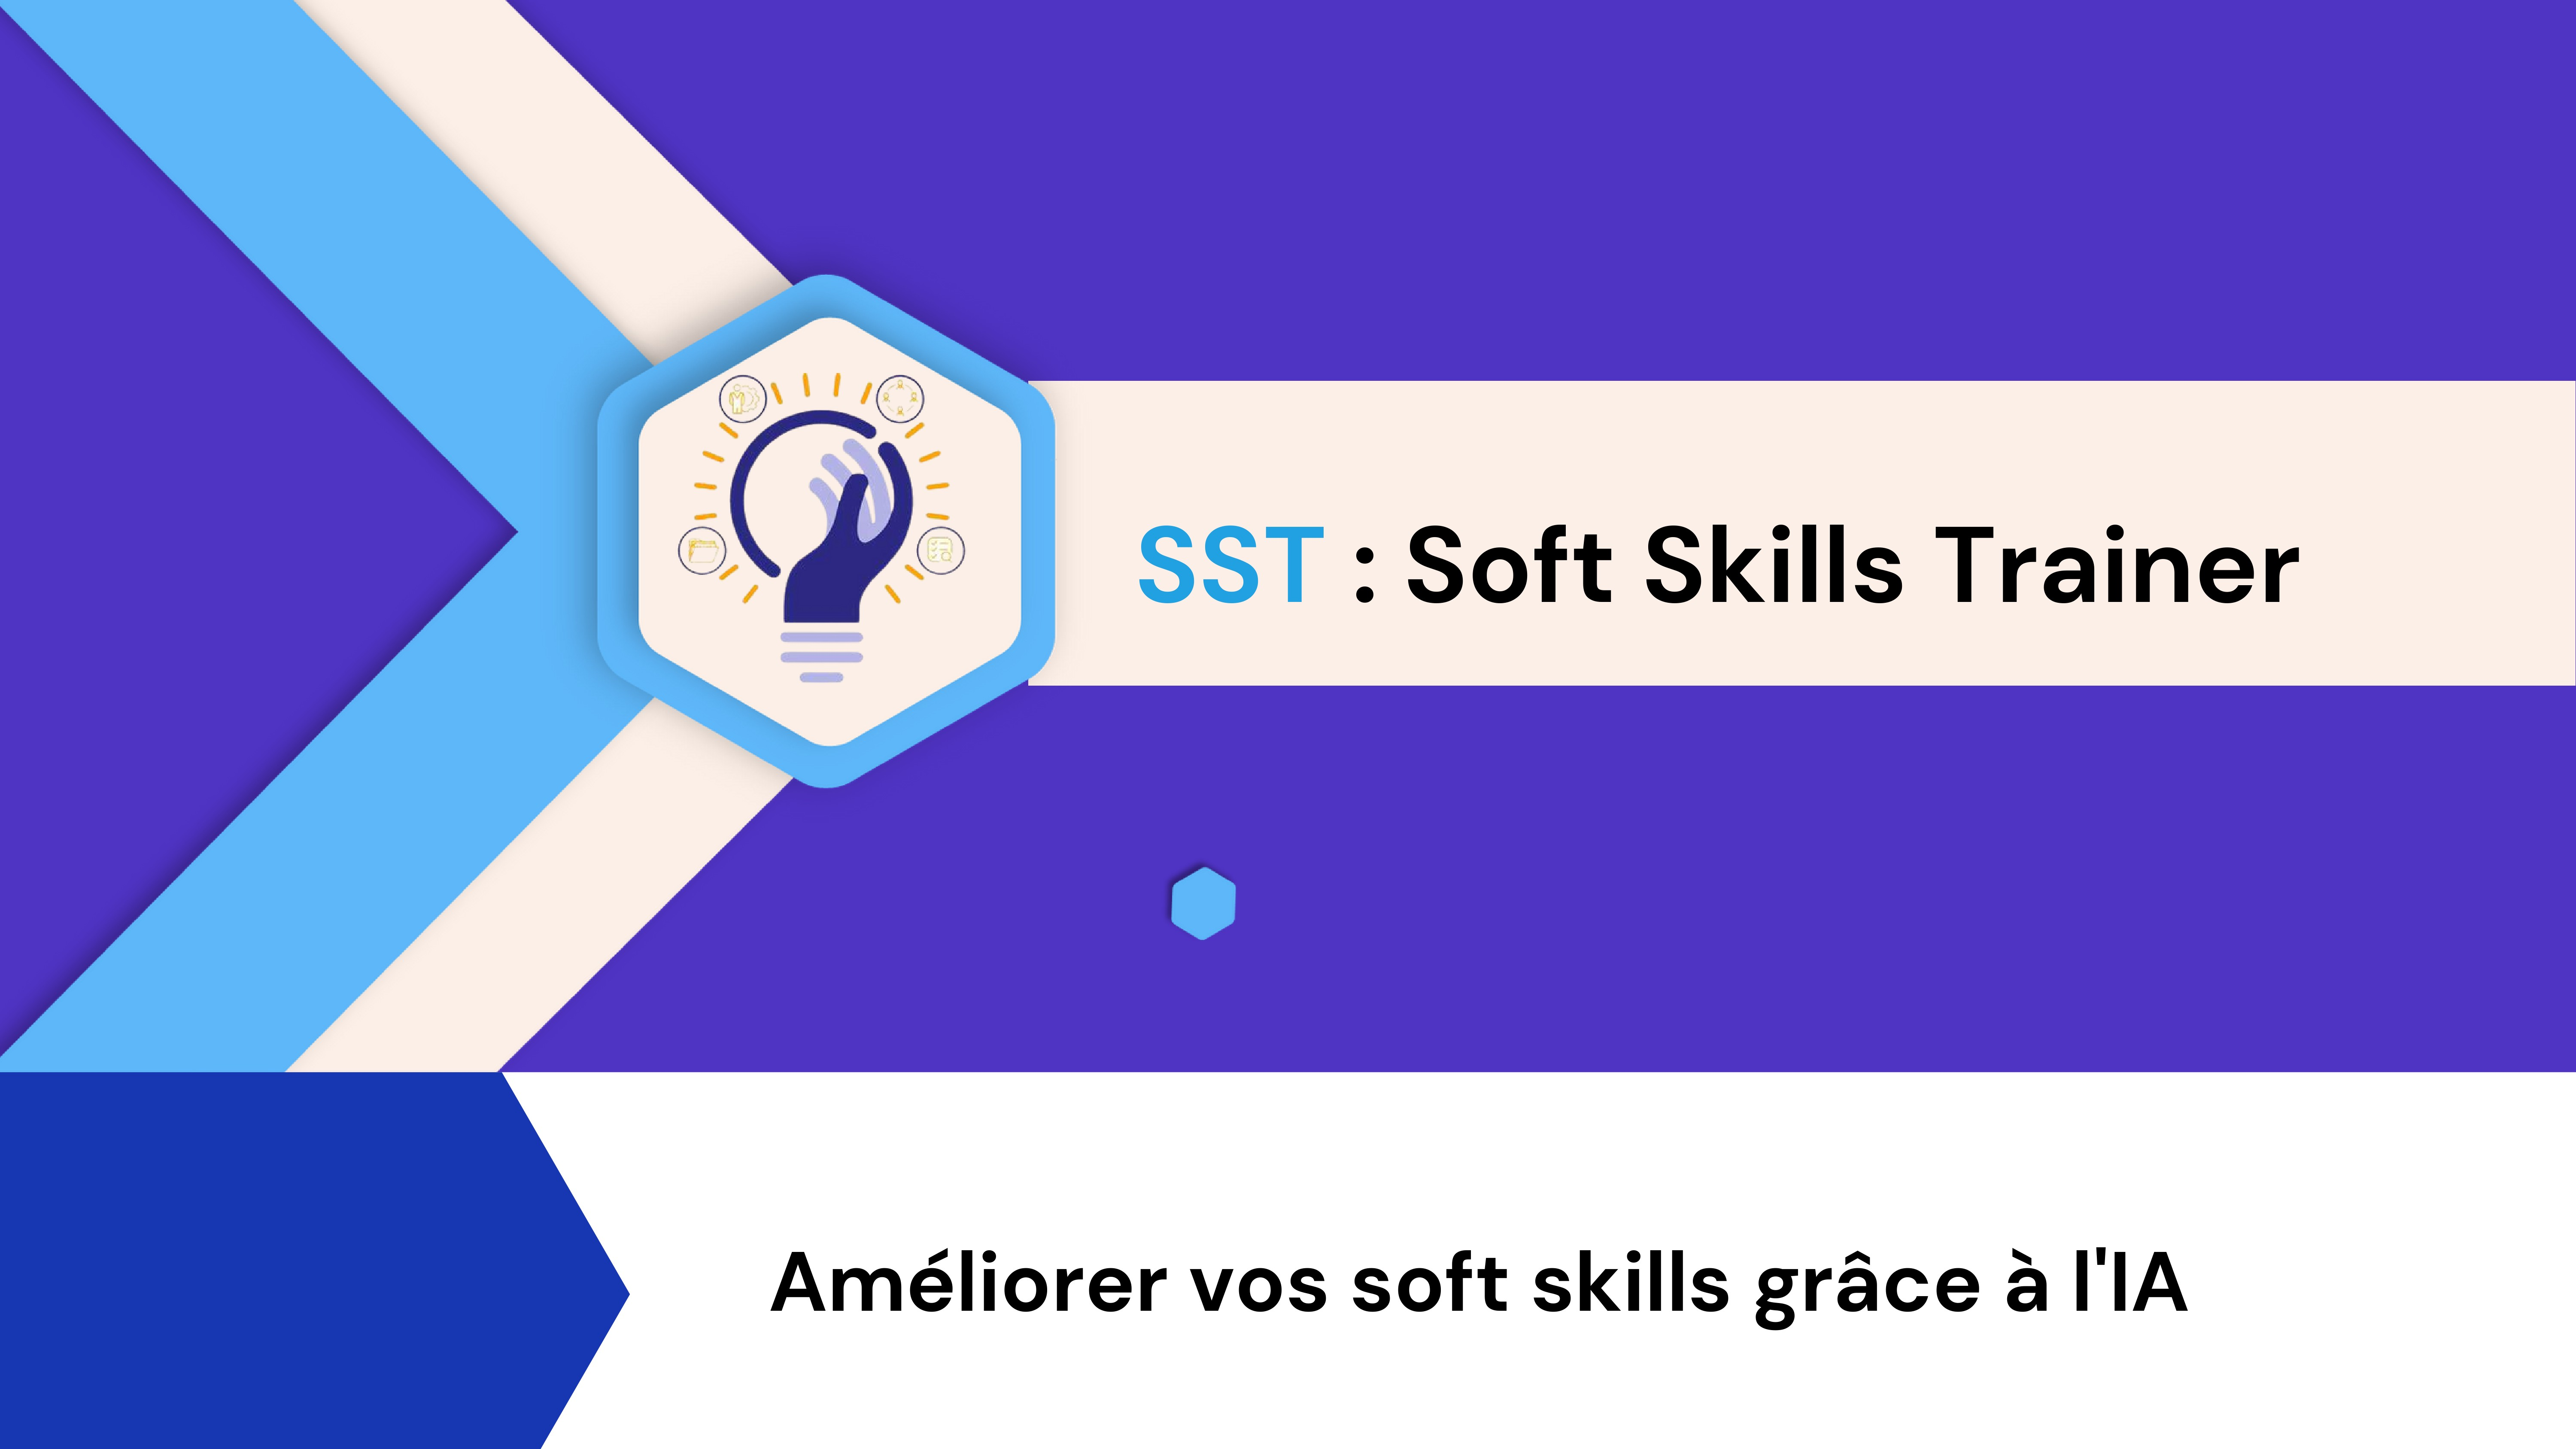 SST : Soft Skills Trainer
Améliorer vos soft skills grâce à l'IA